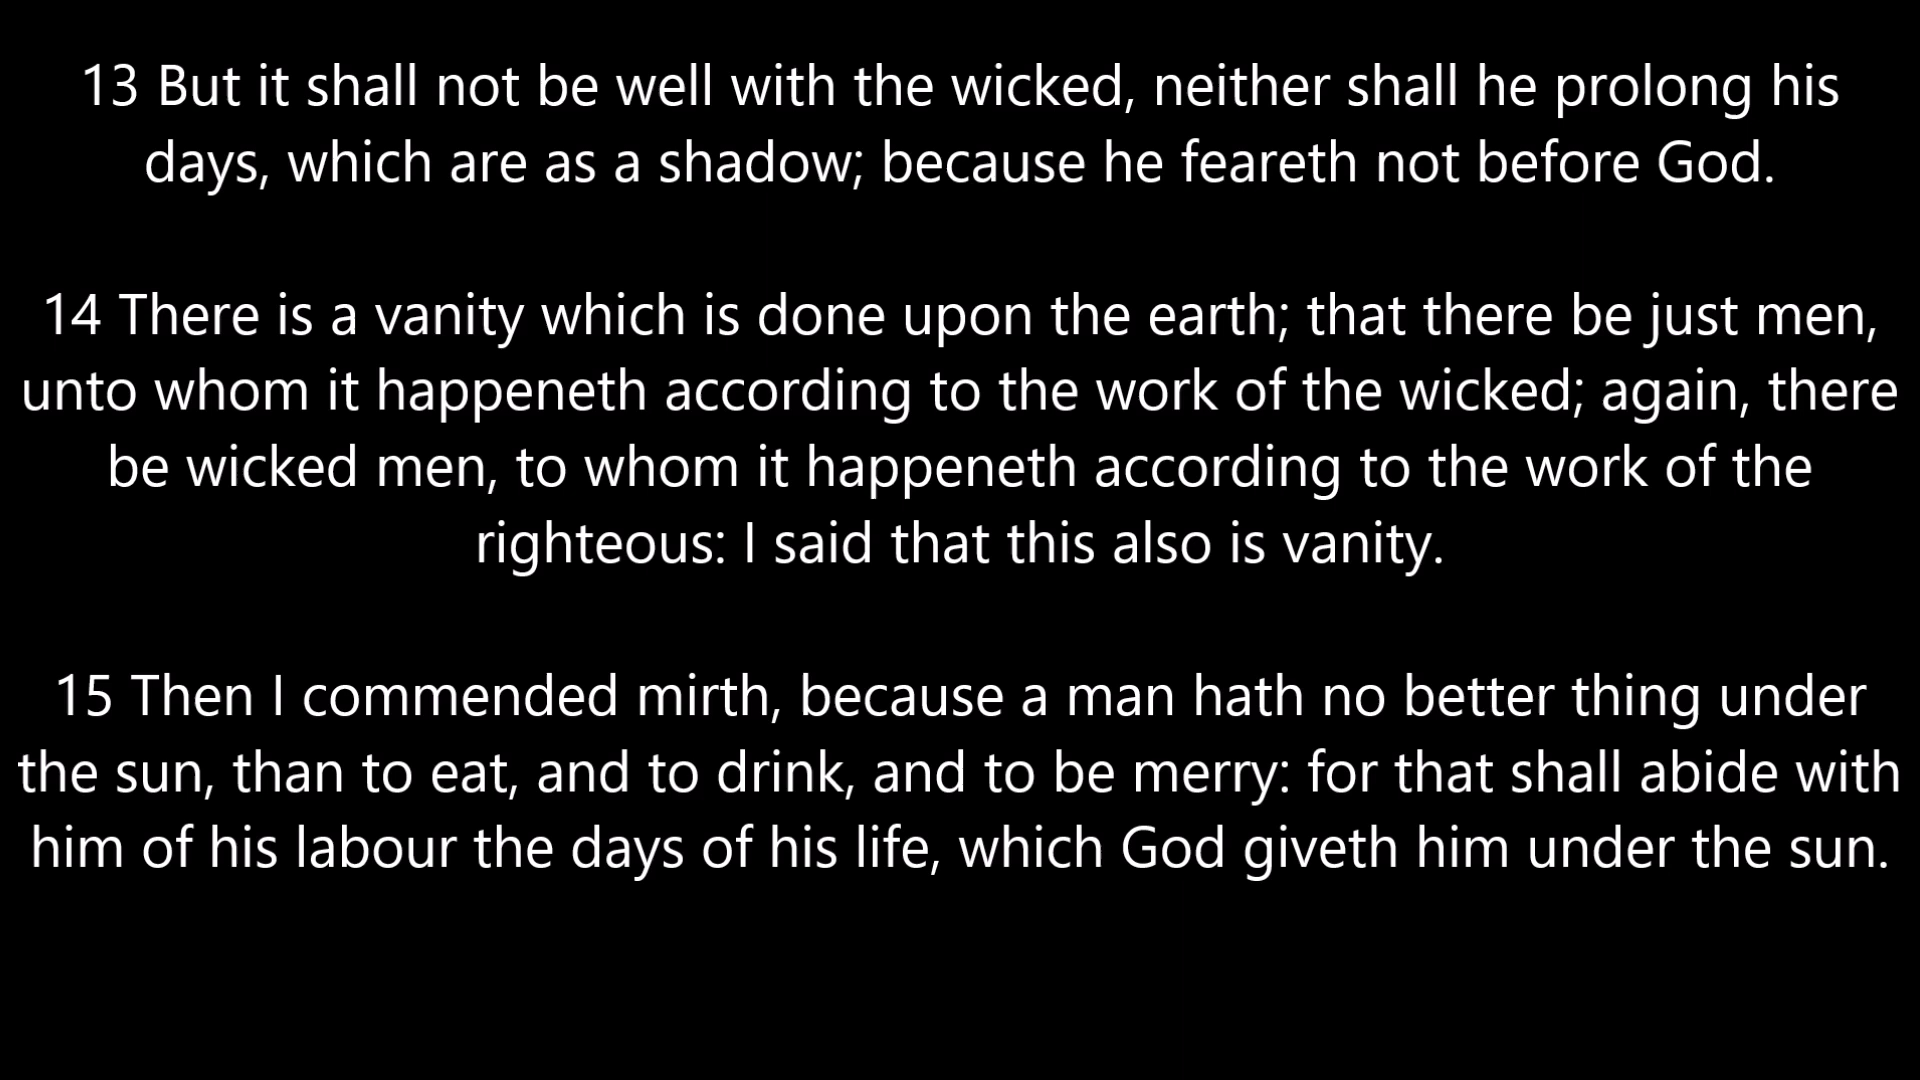 13 But it shall not be well with the wicked, neither shall he prolong his
days, which are as a shadow; because he feareth not before God.
14 There is a vanity which is done upon the earth; that there be just men,
unto whom it happeneth according to the work of the wicked; again, there
be wicked men, to whom it happeneth according to the work of the
righteous: I said that this also is vanity.
15 Then I commended mirth, because a man hath no better thing under
the sun, than to eat, and to drink, and to be merry: for that shall abide with
him of his labour the days of his life, which God giveth him under the sun.